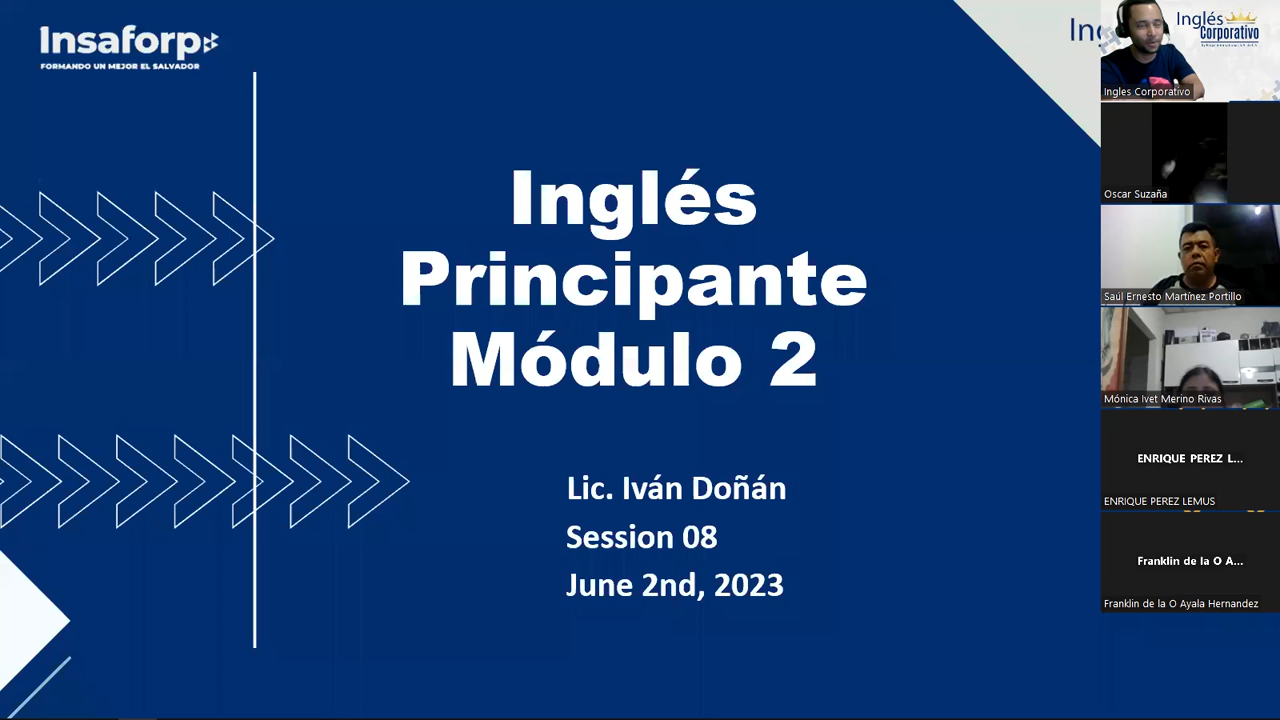 Insaforp
FORMANDO UN MEJOR EL SALVADOR
Inglés
Principante
Módulo 2
Lic. Iván Doñán
Session 08
June 2nd, 2023
Inglés
Corporativo
Ingles Corporativo
Oscar Suzaña
Saúl Ernesto Martínez Portillo
Mónica Ivet Merino Rivas
ENRIQUE PEREZ L...
ENRIQUE PEREZ LEMUS
Franklin de la O A...
Franklin de la O Ayala Hernandez